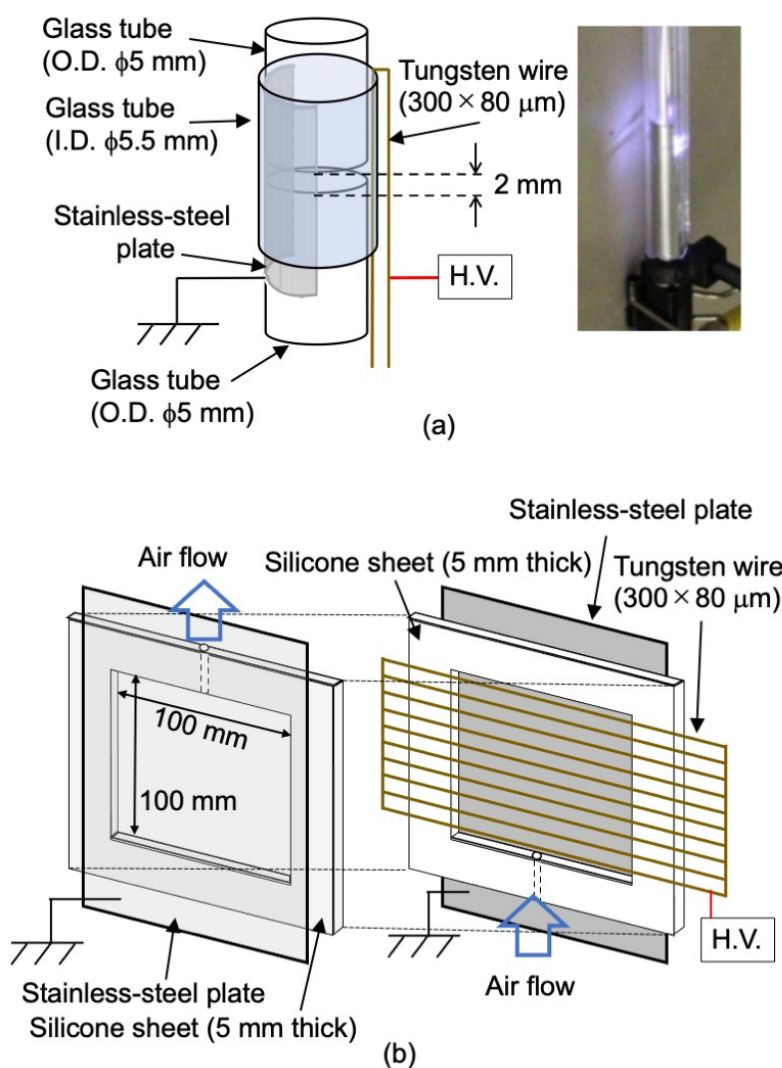 Glass tube
(O.D. ϕ5 mm)
Glass tube
(I.D. ϕ5.5 mm)
Tungsten wire
(300 × 80 μm)
2 mm
Stainless-steel
plate
H.V.
Glass tube
(O.D. ϕ5 mm)
(a)
Stainless-steel plate
Air flow
Silicone sheet (5 mm thick)
Tungsten wire
(300 × 80 μm)
100 mm
100 mm
H.V.
Stainless-steel plate
Silicone sheet (5 mm thick)
Air flow
(b)